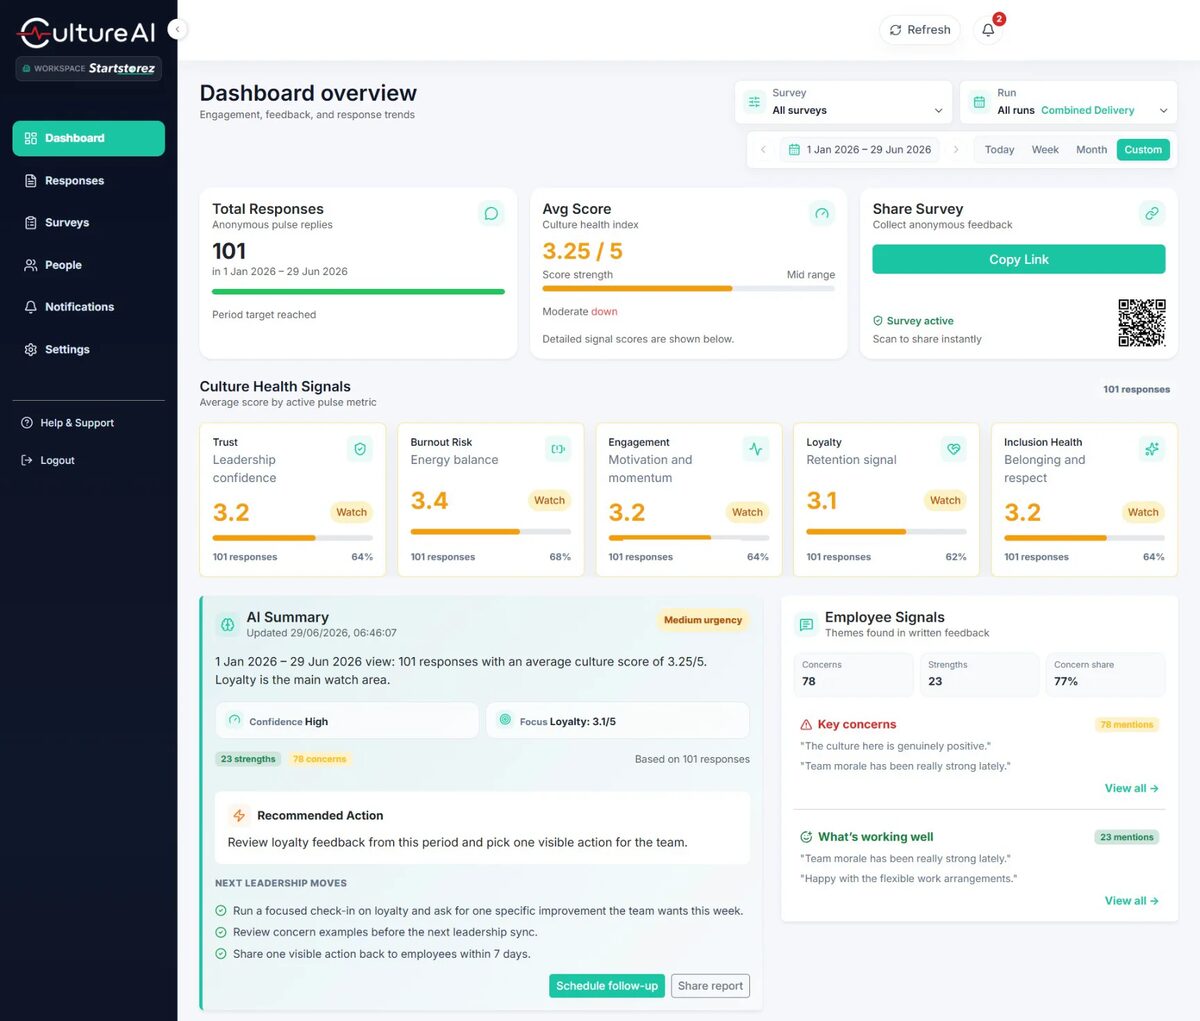 CultureAI
WORKSPACE Startstorez
Dashboard
Responses
Surveys
People
Notifications
Settings
Help & Support
Logout
Refresh
2
Dashboard overview
Engagement, feedback, and response trends
Survey
All surveys
Run
All runs Combined Delivery
1 Jan 2026 – 29 Jun 2026
Today Week Month Custom
Total Responses
Anonymous pulse replies
101
in 1 Jan 2026 – 29 Jun 2026
Period target reached
Avg Score
Culture health index
3.25 / 5
Score strength Mid range
Moderate down
Detailed signal scores are shown below.
Share Survey
Collect anonymous feedback
Copy Link
Survey active
Scan to share instantly
Culture Health Signals
Average score by active pulse metric
101 responses
Trust
Leadership
confidence
3.2 Watch
101 responses 64%
Burnout Risk
Energy balance
3.4 Watch
101 responses 68%
Engagement
Motivation and
momentum
3.2 Watch
101 responses 64%
Loyalty
Retention signal
3.1 Watch
101 responses 62%
Inclusion Health
Belonging and
respect
3.2 Watch
101 responses 64%
AI Summary
Updated 29/06/2026, 06:46:07
Medium urgency
1 Jan 2026 – 29 Jun 2026 view: 101 responses with an average culture score of 3.25/5.
Loyalty is the main watch area.
Confidence High
Focus Loyalty: 3.1/5
23 strengths 78 concerns
Based on 101 responses
Recommended Action
Review loyalty feedback from this period and pick one visible action for the team.
NEXT LEADERSHIP MOVES
Run a focused check-in on loyalty and ask for one specific improvement the team wants this week.
Review concern examples before the next leadership sync.
Share one visible action back to employees within 7 days.
Schedule follow-up Share report
Employee Signals
Themes found in written feedback
Concerns
78
Strengths
23
Concern share
77%
Key concerns 78 mentions
"The culture here is genuinely positive."
"Team morale has been really strong lately."
View all →
What's working well 23 mentions
"Team morale has been really strong lately."
"Happy with the flexible work arrangements."
View all →